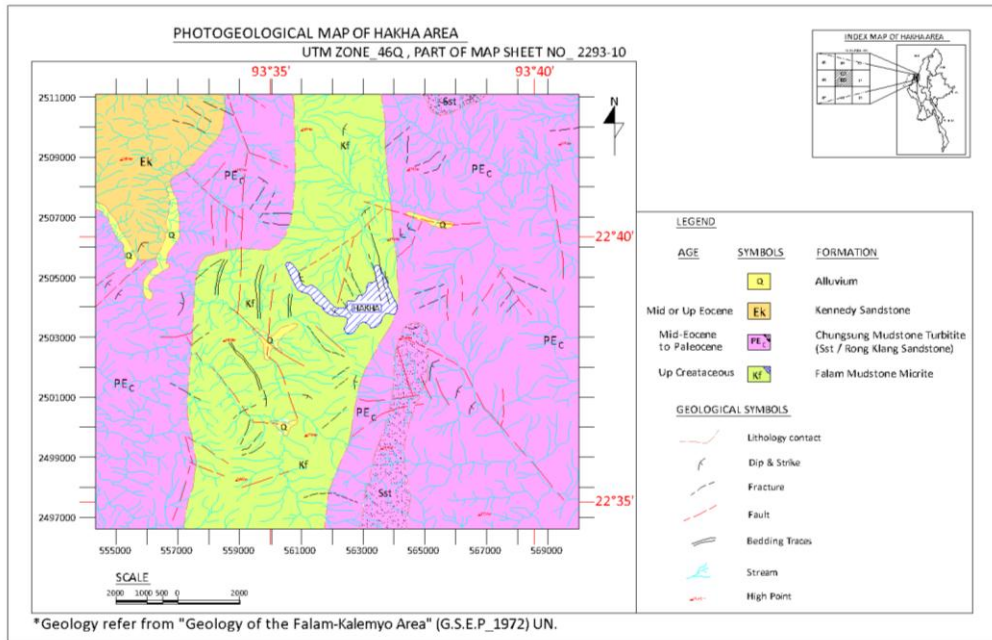 PHOTOGEOLOGICAL MAP OF HAKHA AREA
UTM ZONE_46Q , PART OF MAP SHEET NO_ 2293-10
INDEX MAP OF HAKHA AREA
93°35'
93°40'
N
2511000
2509000
2507000
2505000
2503000
2501000
2499000
2497000
22°40'
22°35'
Sst
Kf
Ek
PEc
PEc
Q
Q
Q
Kf
HAKHA
Q
PEc
PEc
PEc
Q
Kf
Sst
555000
557000
559000
561000
563000
565000
567000
569000
SCALE
2000 1000 500 0 2000
LEGEND
AGE SYMBOLS FORMATION
Q Alluvium
Mid or Up Eocene Ek Kennedy Sandstone
Mid-Eocene to Paleocene PEc Chungsung Mudstone Turbitite
(Sst / Rong Klang Sandstone)
Up Creataceous Kf Falam Mudstone Micrite
GEOLOGICAL SYMBOLS
Lithology contact
Dip & Strike
Fracture
Fault
Bedding Traces
Stream
High Point
*Geology refer from "Geology of the Falam-Kalemyo Area" (G.S.E.P_1972) UN.